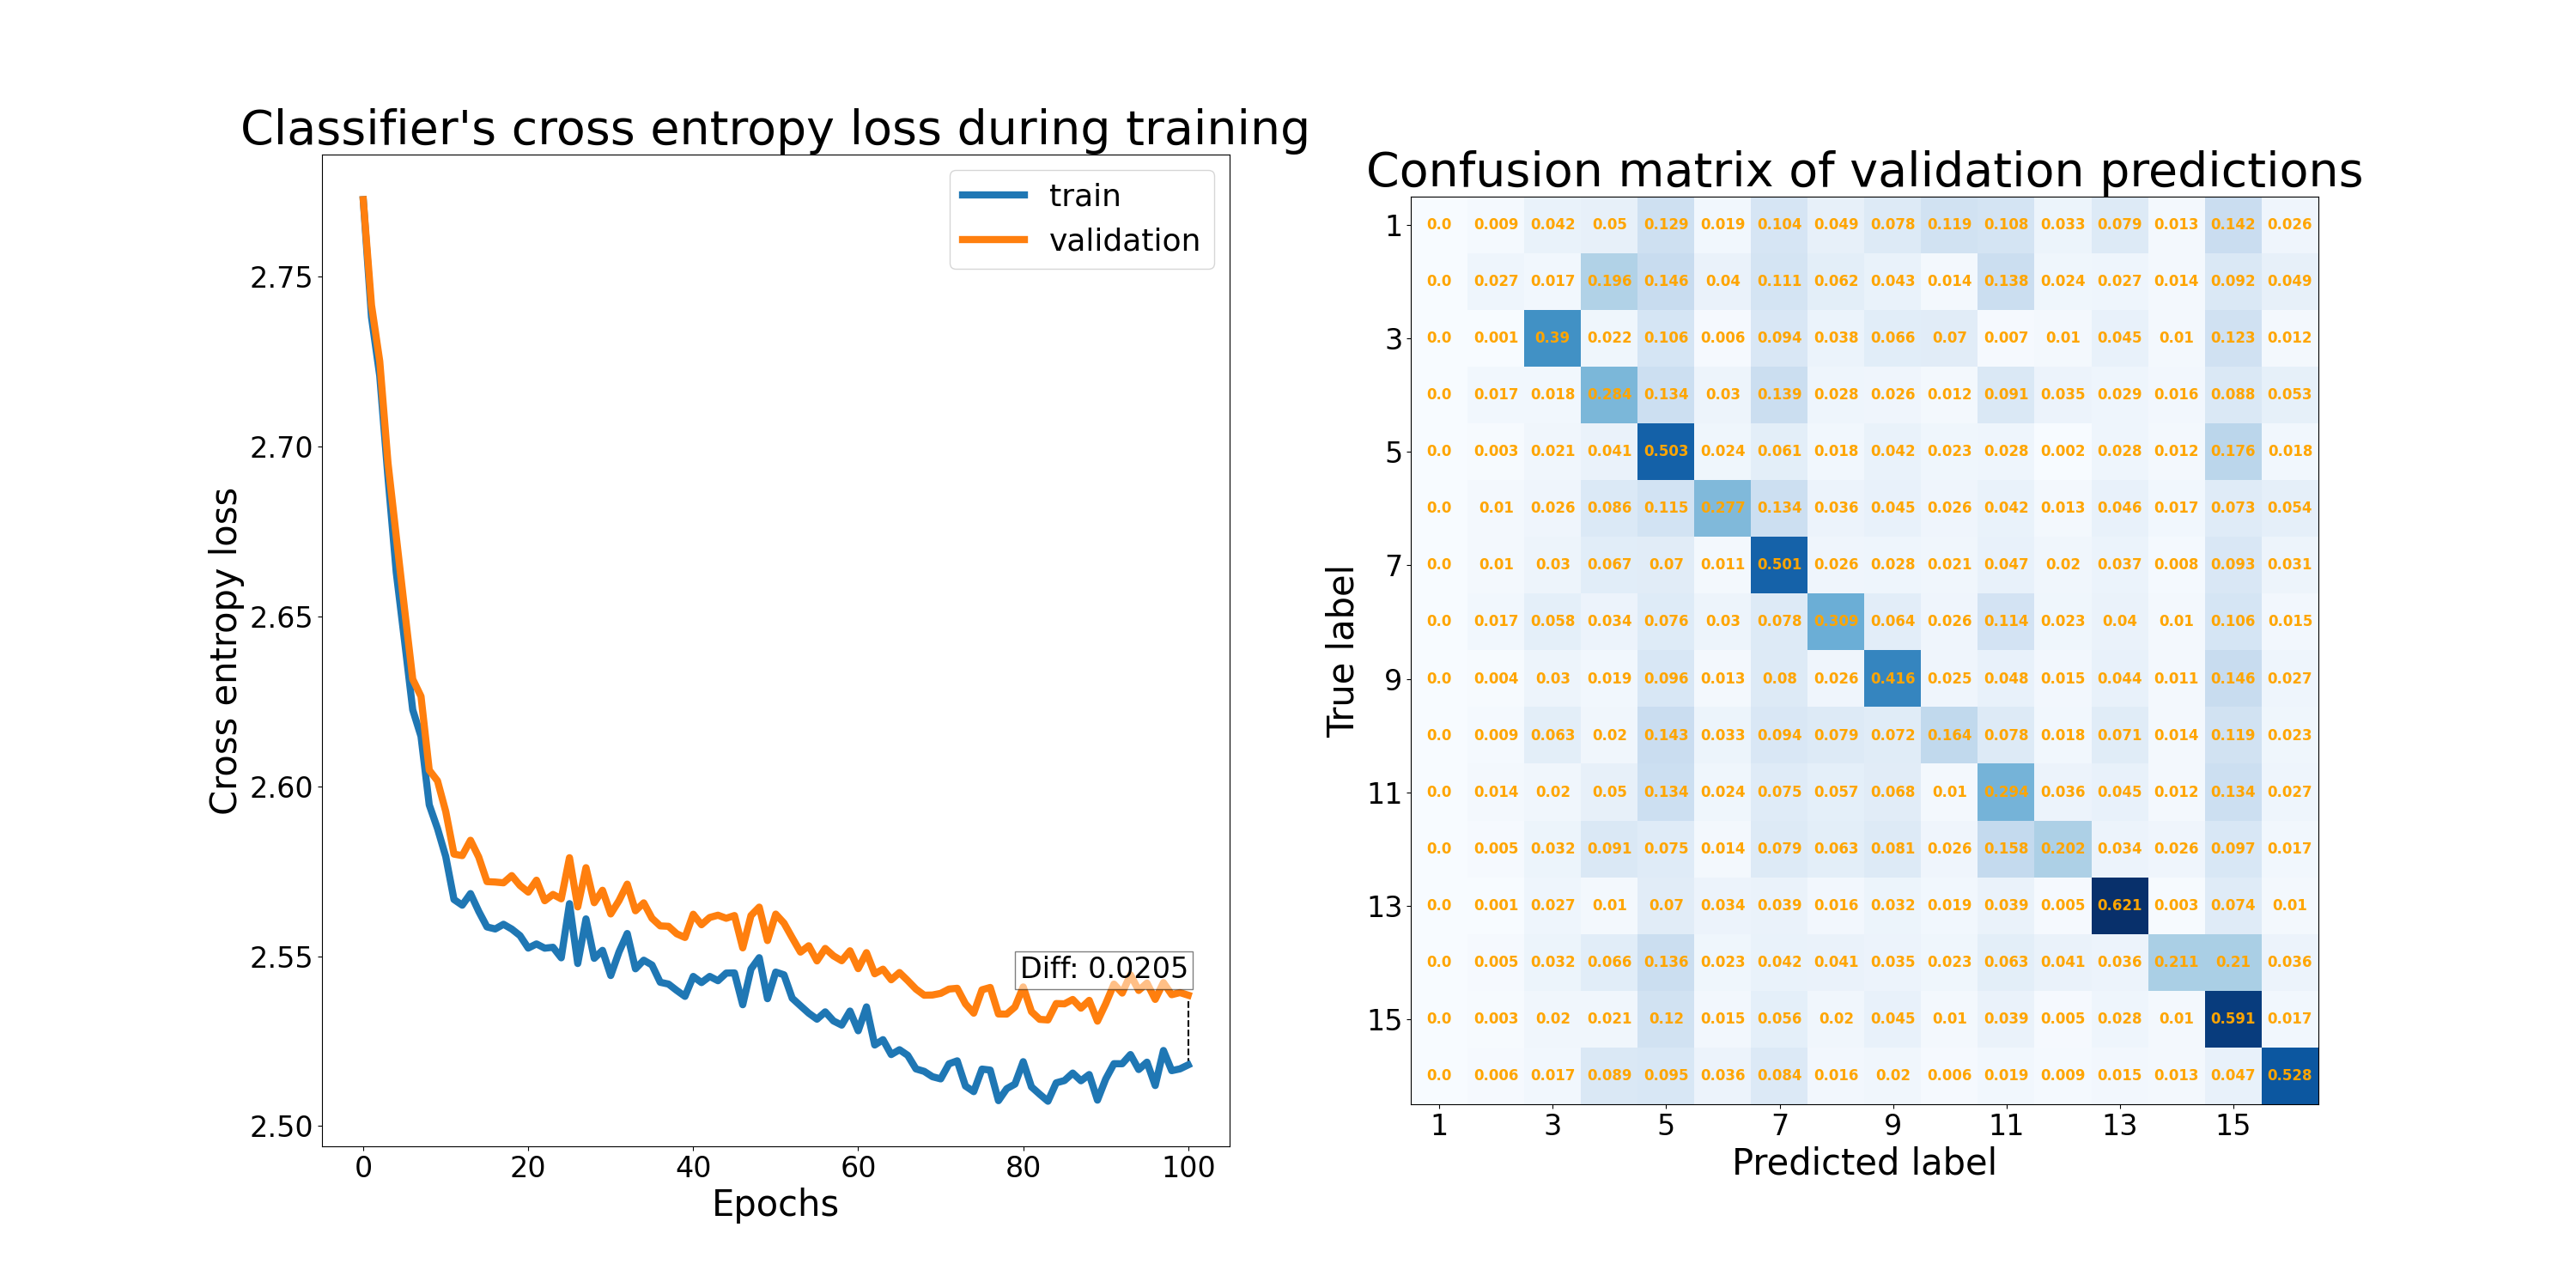 Classifier's cross entropy loss during training
train
validation
2.75
2.70
2.65
2.60
2.55
2.50
Cross entropy loss
Diff: 0.0205
0 20 40 60 80 100
Epochs
Confusion matrix of validation predictions
True label
1 0.0 0.009 0.042 0.05 0.129 0.019 0.104 0.049 0.078 0.119 0.108 0.033 0.079 0.013 0.142 0.026
0.0 0.027 0.017 0.196 0.146 0.04 0.111 0.062 0.043 0.014 0.138 0.024 0.027 0.014 0.092 0.049
3 0.0 0.001 0.39 0.022 0.106 0.006 0.094 0.038 0.066 0.07 0.007 0.01 0.045 0.01 0.123 0.012
0.0 0.017 0.018 0.284 0.134 0.03 0.139 0.028 0.026 0.012 0.091 0.035 0.029 0.016 0.088 0.053
5 0.0 0.003 0.021 0.041 0.503 0.024 0.061 0.018 0.042 0.023 0.028 0.002 0.028 0.012 0.176 0.018
0.0 0.01 0.026 0.086 0.115 0.277 0.134 0.036 0.045 0.026 0.042 0.013 0.046 0.017 0.073 0.054
7 0.0 0.01 0.03 0.067 0.07 0.011 0.501 0.026 0.028 0.021 0.047 0.02 0.037 0.008 0.093 0.031
0.0 0.017 0.058 0.034 0.076 0.03 0.078 0.309 0.064 0.026 0.114 0.023 0.04 0.01 0.106 0.015
9 0.0 0.004 0.03 0.019 0.096 0.013 0.08 0.026 0.416 0.025 0.048 0.015 0.044 0.011 0.146 0.027
0.0 0.009 0.063 0.02 0.143 0.033 0.094 0.079 0.072 0.164 0.078 0.018 0.071 0.014 0.119 0.023
11 0.0 0.014 0.02 0.05 0.134 0.024 0.075 0.057 0.068 0.01 0.294 0.036 0.045 0.012 0.134 0.027
0.0 0.005 0.032 0.091 0.075 0.014 0.079 0.063 0.081 0.026 0.158 0.202 0.034 0.026 0.097 0.017
13 0.0 0.001 0.027 0.01 0.07 0.034 0.039 0.016 0.032 0.019 0.039 0.005 0.621 0.003 0.074 0.01
0.0 0.005 0.032 0.066 0.136 0.023 0.042 0.041 0.035 0.023 0.063 0.041 0.036 0.211 0.21 0.036
15 0.0 0.003 0.02 0.021 0.12 0.015 0.056 0.02 0.045 0.01 0.039 0.005 0.028 0.01 0.591 0.017
0.0 0.006 0.017 0.089 0.095 0.036 0.084 0.016 0.02 0.006 0.019 0.009 0.015 0.013 0.047 0.528
1 3 5 7 9 11 13 15
Predicted label